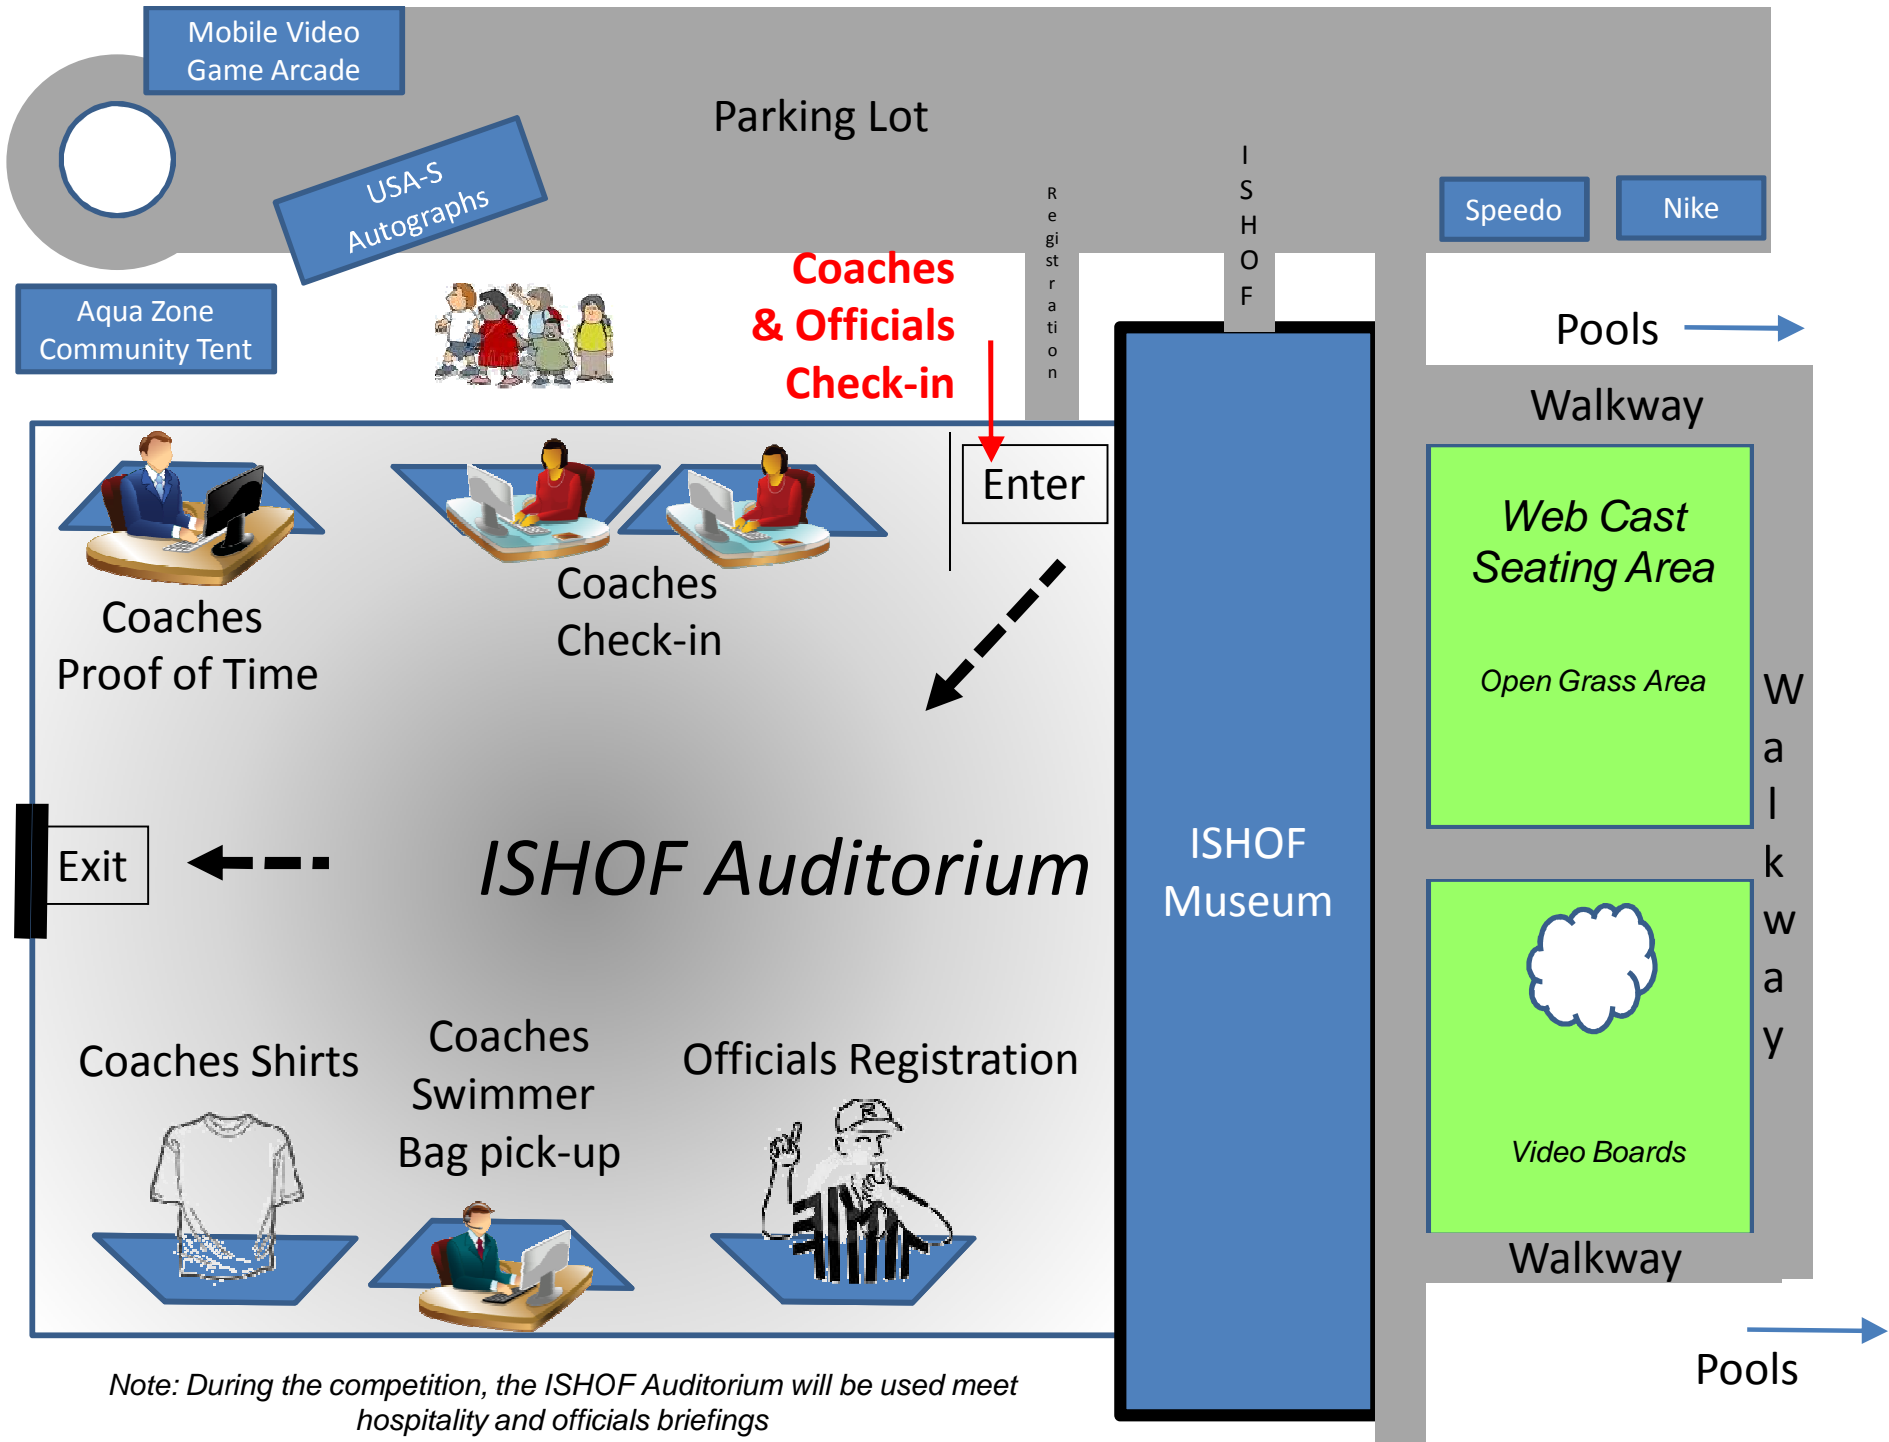 Mobile Video
Game Arcade
Parking Lot
USA-S
Autographs
Registration
ISHOF
Speedo
Nike
Aqua Zone
Community Tent
Coaches
& Officials
Check-in
Pools
Walkway
Enter
Web Cast
Seating Area
Open Grass Area
Coaches
Proof of Time
Coaches
Check-in
Walkway
Exit
ISHOF Auditorium
ISHOF
Museum
Coaches Shirts
Coaches
Swimmer
Bag pick-up
Officials Registration
R
Video Boards
Walkway
Pools
Note: During the competition, the ISHOF Auditorium will be used meet
hospitality and officials briefings